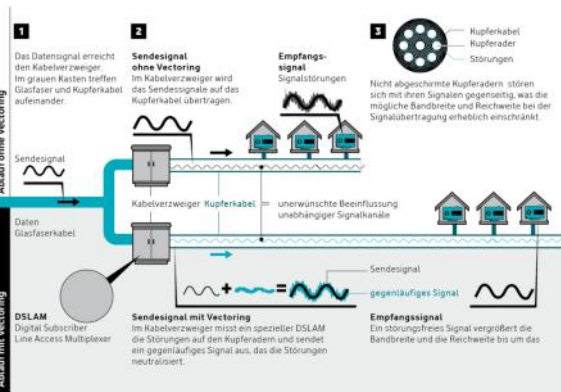 1
Das Datensignal erreicht
den Kabelverzweiger.
Im grauen Kasten treffen
Glasfaser und Kupferkabel
aufeinander.
2
Sendesignal
ohne Vectoring
Im Kabelverzweiger wird
das Sendessignale auf das
Kupferkabel übertragen.
Empfangs-
signal
Signalstörungen
3
Kupferkabel
Kupferader
Störungen
Nicht abgeschirmte Kupferadern stören
sich mit ihren Signalen gegenseitig, was die
mögliche Bandbreite und Reichweite bei der
Signalübertragung erheblich einschränkt.
Ablauf ohne Vectoring
Sendesignal
Kabelverzweiger Kupferkabel = unerwünschte Beeinflussung
unabhängiger Signalkanäle
Daten
Glasfaserkabel
Sendesignal
gegenläufiges Signal
+ =
DSLAM
Digital Subscriber
Line Access Multiplexer
Sendesignal mit Vectoring
Im Kabelverzweiger misst ein spezieller DSLAM
die Störungen auf den Kupferadern und sendet
ein gegenläufiges Signal aus, das die Störungen
neutralisiert.
Empfangssignal
Ein störungsfreies Signal vergrößert die
Bandbreite und die Reichweite bis um das
Ablauf mit Vectoring